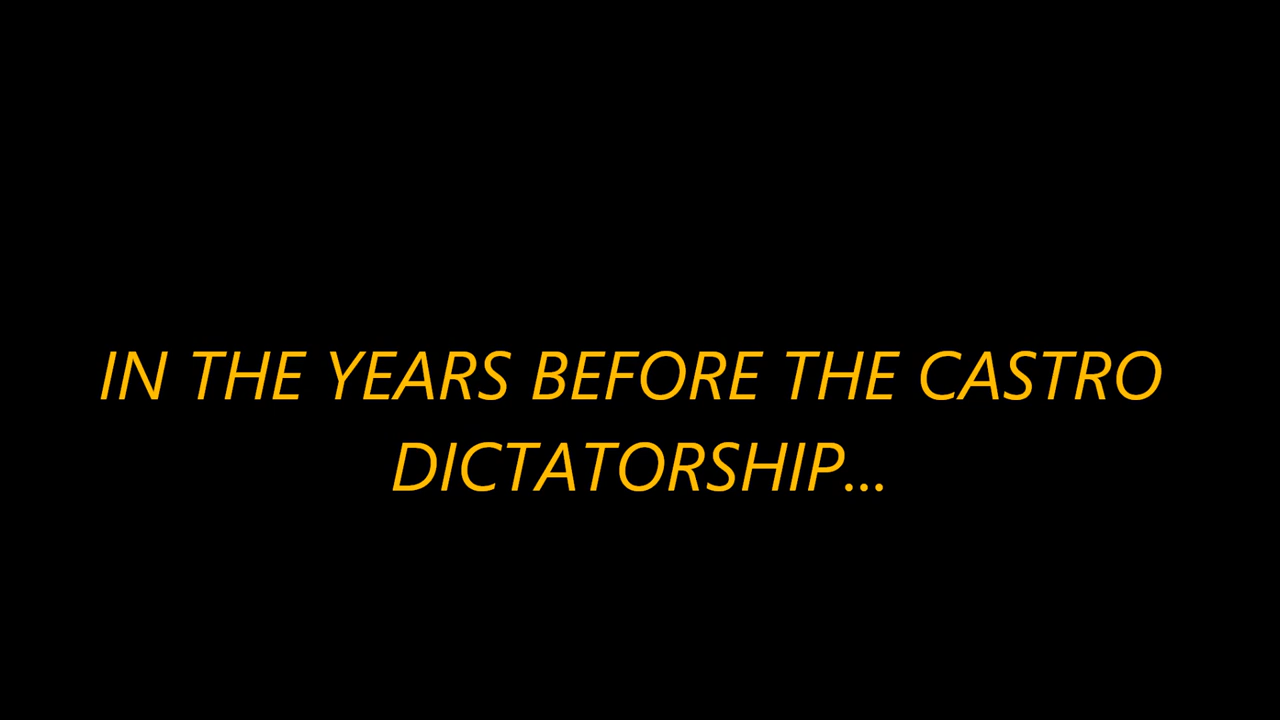 IN THE YEARS BEFORE THE CASTRO
DICTATORSHIP...